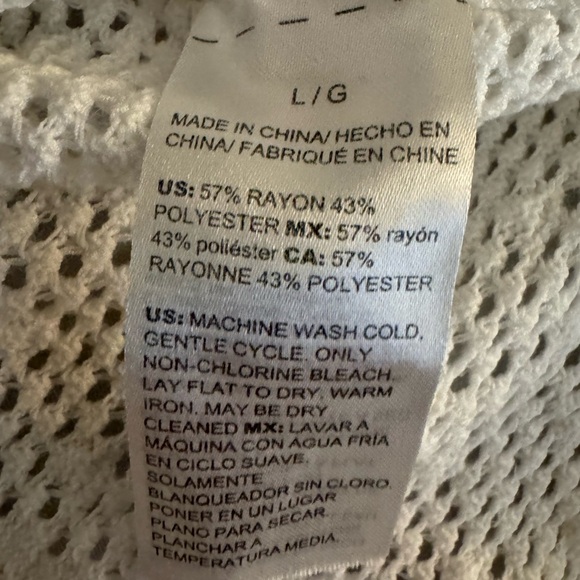 L/G
MADE IN CHINA/ HECHO EN
CHINA/ FABRIQUÉ EN CHINE
US: 57% RAYON 43%
POLYESTER MX: 57% rayón
43% poliéster CA: 57%
RAYONNE 43% POLYESTER
US: MACHINE WASH COLD,
GENTLE CYCLE. ONLY
NON-CHLORINE BLEACH.
LAY FLAT TO DRY. WARM
IRON. MAY BE DRY
CLEANED MX: LAVAR A
MÁQUINA CON AGUA FRÍA
EN CICLO SUAVE.
SOLAMENTE
BLANQUEADOR SIN CLORO.
PONER EN UN LUGAR
PLANO PARA SECAR.
PLANCHAR A
TEMPERATURA MEDIA.